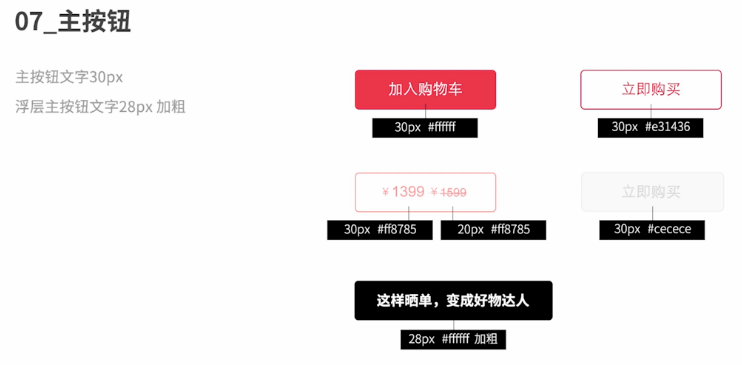 07_主按钮
主按钮文字30px
浮层主按钮文字28px 加粗
加入购物车
30px #ffffff
立即购买
30px #e31436
¥1399 ¥1599
30px #ff8785
20px #ff8785
立即购买
30px #cecece
这样晒单，变成好物达人
28px #ffffff 加粗